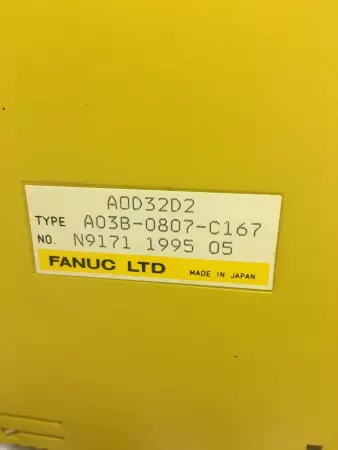 AOD32D2
TYPE A03B-0807-C167
NO. N9171 1995 05
FANUC LTD MADE IN JAPAN